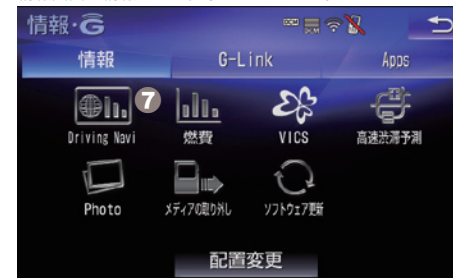 情報・G
DCM
情報 G-Link Apps
7
Driving Navi 燃費 VICS 高速渋滞予測
Photo メディアの取り外し ソフトウェア更新
配置変更